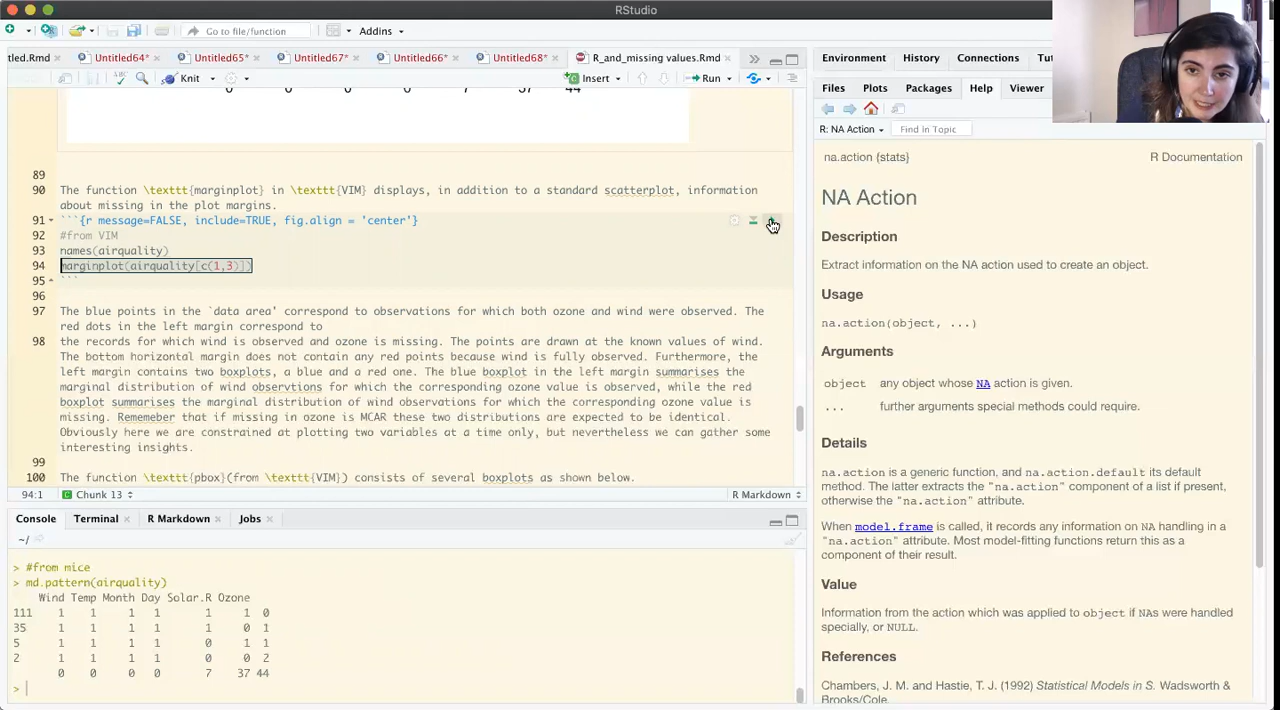 RStudio
Go to file/function
Addins
tled.Rmd
Untitled64*
Untitled65*
Untitled67*
Untitled66*
Untitled68*
R_and_missing values.Rmd
Knit
Insert
Run
0 0 0 0 7 37 44
89
90 The function \texttt{marginplot} in \texttt{VIM} displays, in addition to a standard scatterplot, information
about missing in the plot margins.
91 ```{r message=FALSE, include=TRUE, fig.align = 'center'}
92 #from VIM
93 names(airquality)
94 marginplot(airquality[c(1,3)])
95 ```
96
97 The blue points in the `data area’ correspond to observations for which both ozone and wind were observed. The
red dots in the left margin correspond to
98 the records for which wind is observed and ozone is missing. The points are drawn at the known values of wind.
The bottom horizontal margin does not contain any red points because wind is fully observed. Furthermore, the
left margin contains two boxplots, a blue and a red one. The blue boxplot in the left margin summarises the
marginal distribution of wind observtions for which the corresponding ozone value is observed, while the red
boxplot summarises the marginal distribution of wind observations for which the corresponding ozone value is
missing. Rememeber that if missing in ozone is MCAR these two distributions are expected to be identical.
Obviously here we are constrained at plotting two variables at a time only, but nevertheless we can gather some
interesting insights.
99
100 The function \texttt{pbox}(from \texttt{VIM}) consists of several boxplots as shown below.
94:1
Chunk 13
R Markdown
Console
Terminal
R Markdown
Jobs
~/
> #from mice
> md.pattern(airquality)
Wind Temp Month Day Solar.R Ozone
111 1 1 1 1 1 1 0
35 1 1 1 1 1 0 1
5 1 1 1 1 0 1 1
2 1 1 1 1 0 0 2
0 0 0 0 7 37 44
>
Environment
History
Connections
Tut
Files
Plots
Packages
Help
Viewer
R: NA Action
Find in Topic
na.action {stats}
R Documentation
NA Action
Description
Extract information on the NA action used to create an object.
Usage
na.action(object, ...)
Arguments
object any object whose NA action is given.
... further arguments special methods could require.
Details
na.action is a generic function, and na.action.default its default
method. The latter extracts the "na.action" component of a list if present,
otherwise the "na.action" attribute.
When model.frame is called, it records any information on NA handling in a
"na.action" attribute. Most model-fitting functions return this as a
component of their result.
Value
Information from the action which was applied to object if NAs were handled
specially, or NULL.
References
Chambers, J. M. and Hastie, T. J. (1992) Statistical Models in S. Wadsworth &
Brooks/Cole.